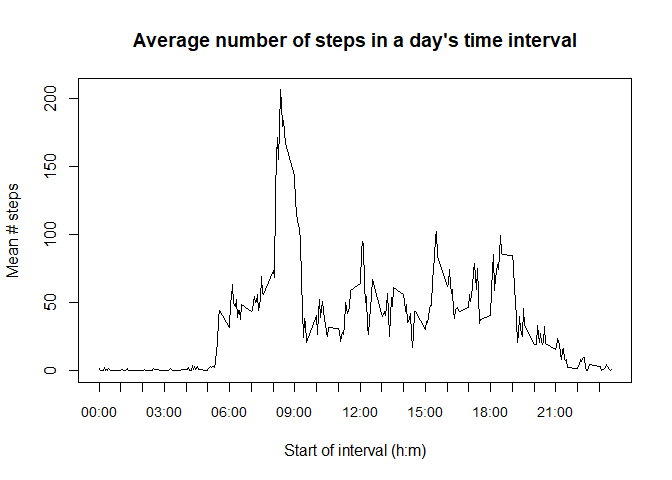 Average number of steps in a day's time interval
Mean # steps
200
150
100
50
0
00:00 03:00 06:00 09:00 12:00 15:00 18:00 21:00
Start of interval (h:m)